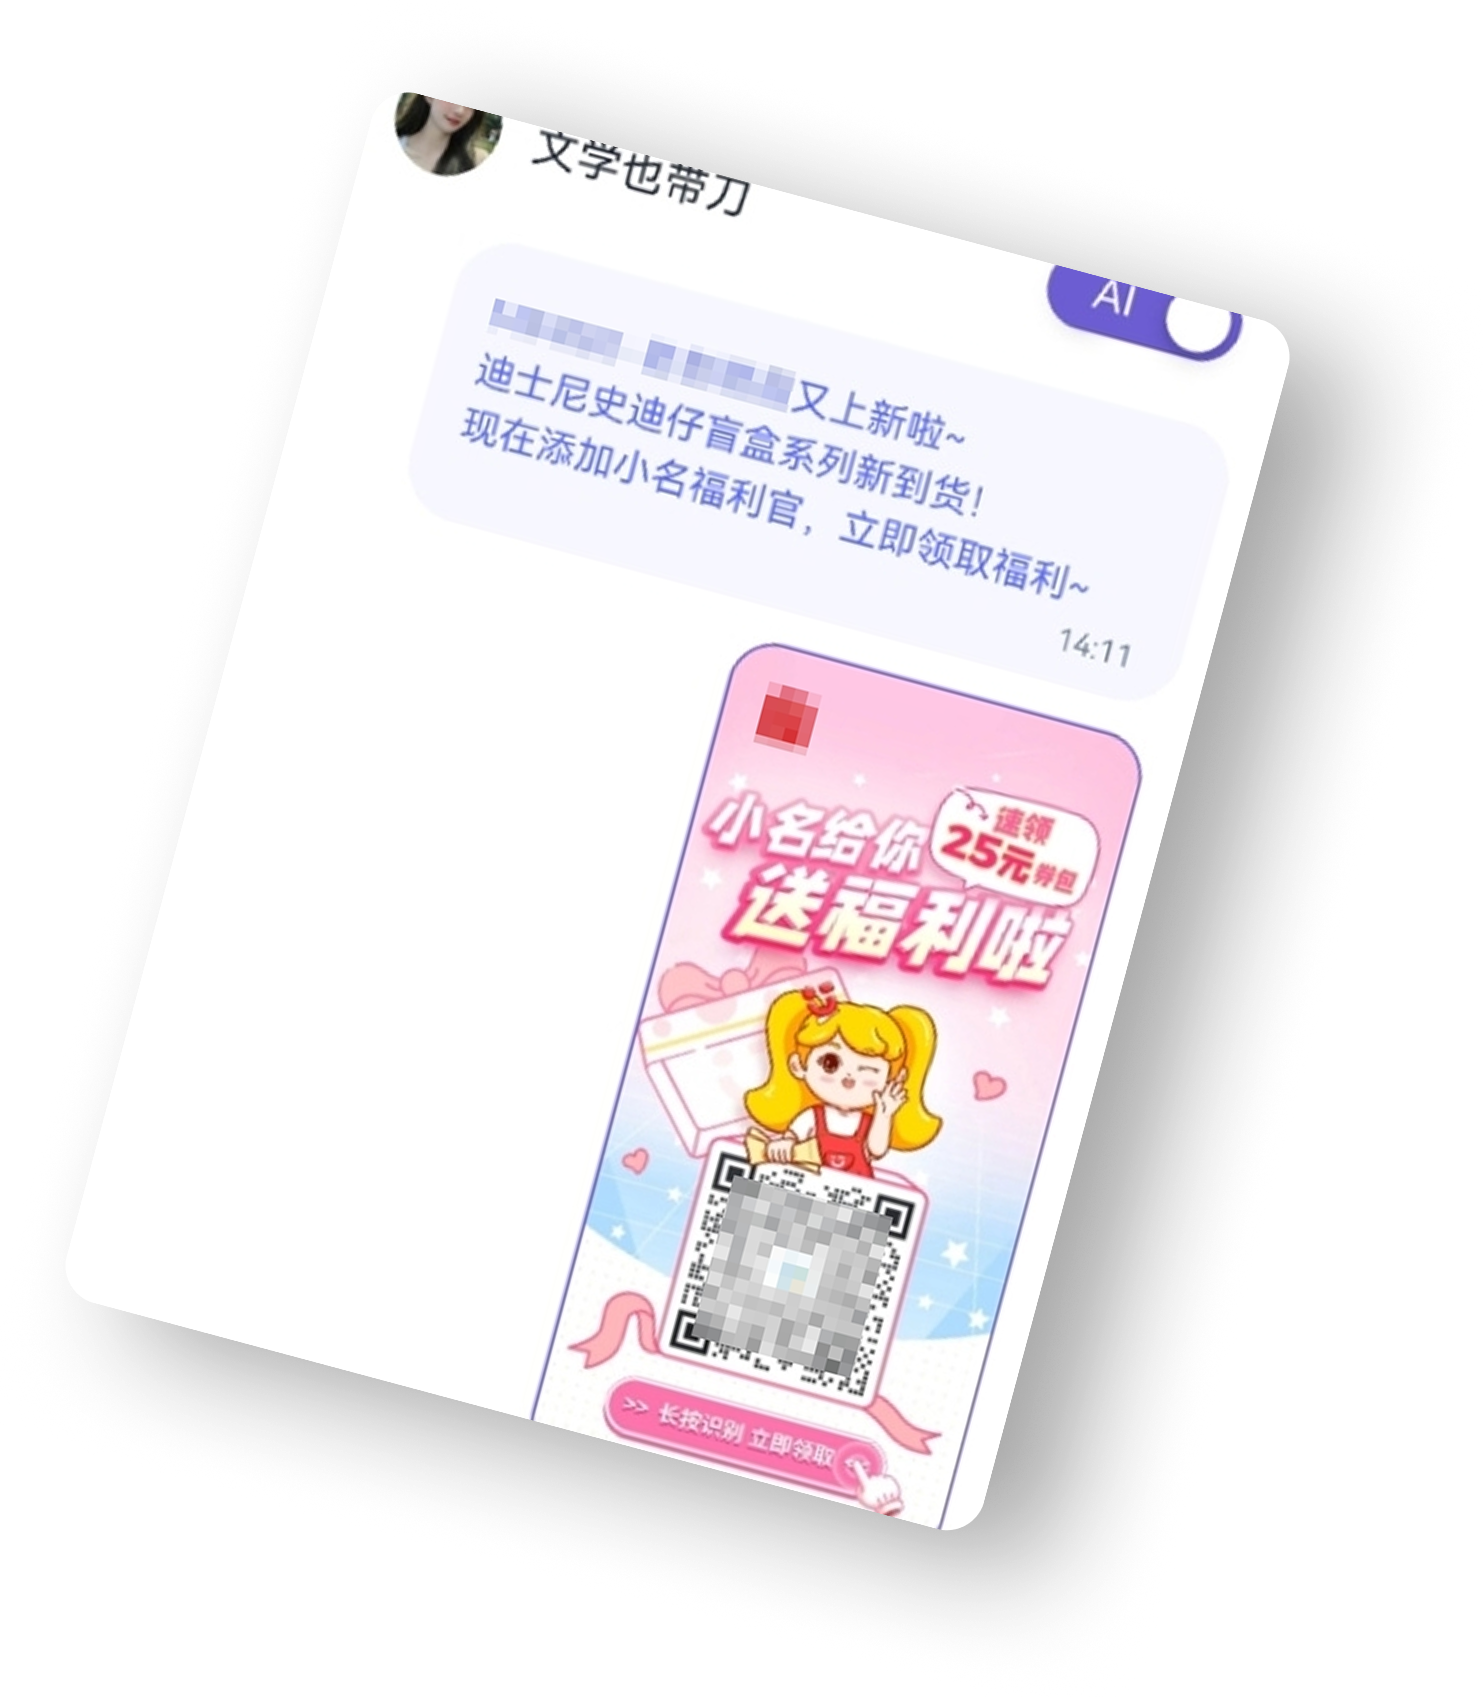 文学也带刀
AI
又上新啦~
迪士尼史迪仔盲盒系列新到货!
现在添加小名福利官，立即领取福利~
14:11
小名给你
速领
25元券包
送福利啦
>> 长按识别 立即领取